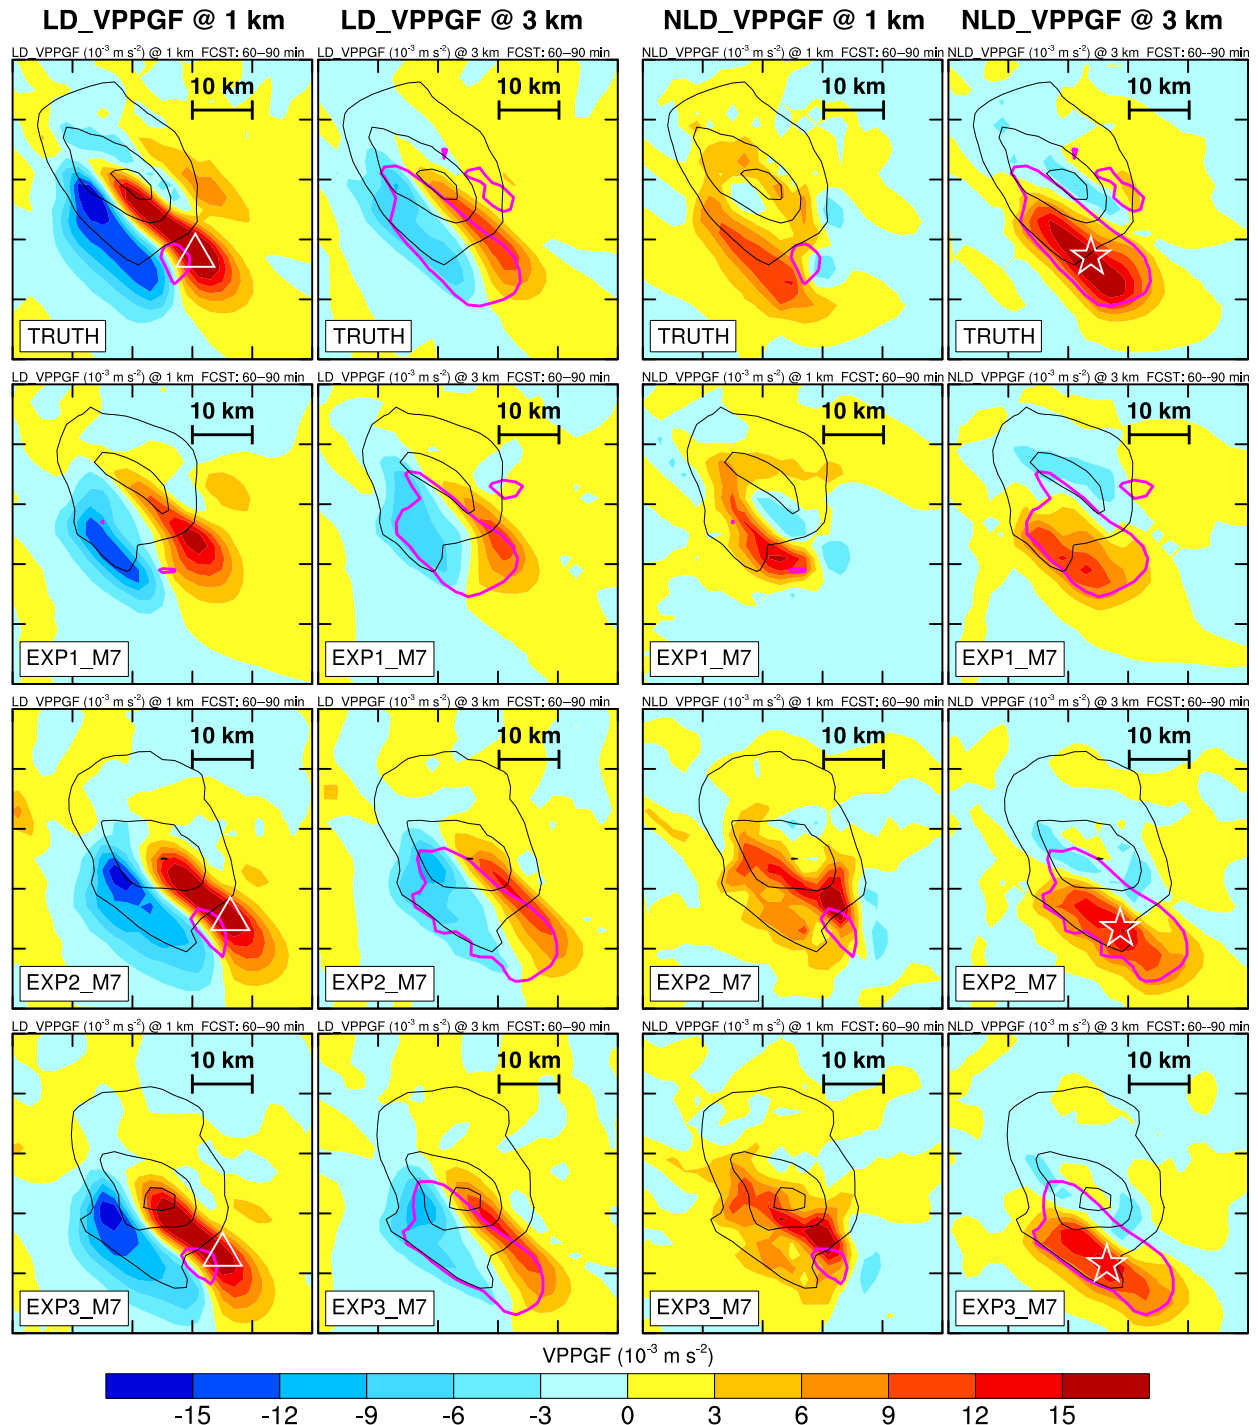 LD_VPPGF @ 1 km LD_VPPGF @ 3 km NLD_VPPGF @ 1 km NLD_VPPGF @ 3 km
LD_VPPGF (10⁻³ m s⁻²) @ 1 km FCST: 60–90 min LD_VPPGF (10⁻³ m s⁻²) @ 3 km FCST: 60–90 min NLD_VPPGF (10⁻³ m s⁻²) @ 1 km FCST: 60–90 min NLD_VPPGF (10⁻³ m s⁻²) @ 3 km FCST: 60–90 min
10 km 10 km 10 km 10 km
TRUTH TRUTH TRUTH TRUTH
LD_VPPGF (10⁻³ m s⁻²) @ 1 km FCST: 60–90 min LD_VPPGF (10⁻³ m s⁻²) @ 3 km FCST: 60–90 min NLD_VPPGF (10⁻³ m s⁻²) @ 1 km FCST: 60–90 min NLD_VPPGF (10⁻³ m s⁻²) @ 3 km FCST: 60–90 min
10 km 10 km 10 km 10 km
EXP1_M7 EXP1_M7 EXP1_M7 EXP1_M7
LD_VPPGF (10⁻³ m s⁻²) @ 1 km FCST: 60–90 min LD_VPPGF (10⁻³ m s⁻²) @ 3 km FCST: 60–90 min NLD_VPPGF (10⁻³ m s⁻²) @ 1 km FCST: 60–90 min NLD_VPPGF (10⁻³ m s⁻²) @ 3 km FCST: 60--90 min
10 km 10 km 10 km 10 km
EXP2_M7 EXP2_M7 EXP2_M7 EXP2_M7
LD_VPPGF (10⁻³ m s⁻²) @ 1 km FCST: 60–90 min LD_VPPGF (10⁻³ m s⁻²) @ 3 km FCST: 60–90 min NLD_VPPGF (10⁻³ m s⁻²) @ 1 km FCST: 60–90 min NLD_VPPGF (10⁻³ m s⁻²) @ 3 km FCST: 60–90 min
10 km 10 km 10 km 10 km
EXP3_M7 EXP3_M7 EXP3_M7 EXP3_M7
VPPGF (10⁻³ m s⁻²)
-15 -12 -9 -6 -3 0 3 6 9 12 15